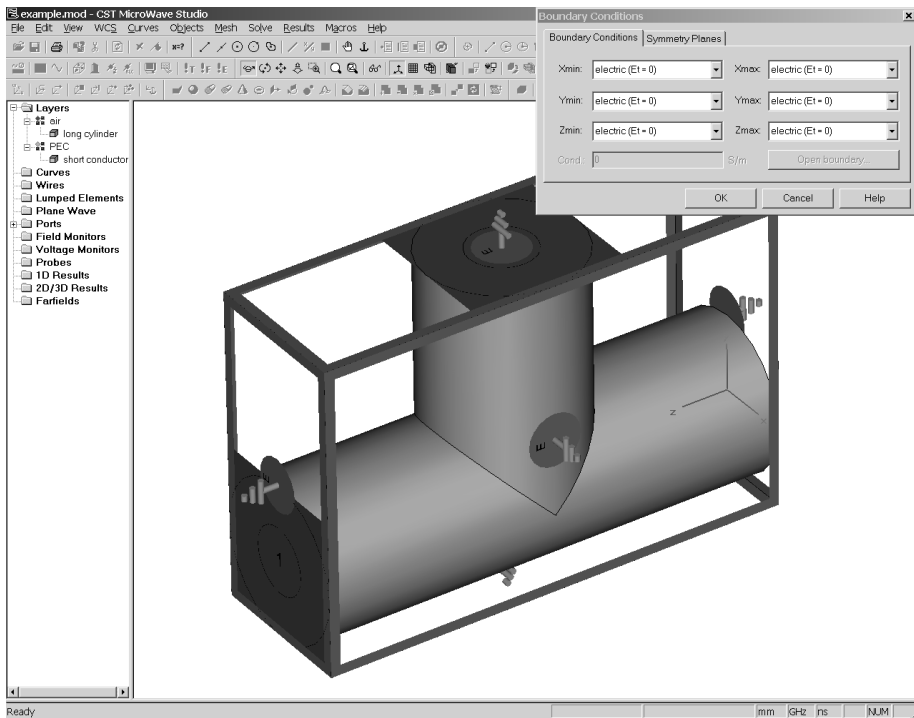 example.mod - CST MicroWave Studio
File Edit View WCS Curves Objects Mesh Solve Results Macros Help
Boundary Conditions
Boundary Conditions Symmetry Planes
Xmin: electric (Et = 0) Xmax: electric (Et = 0)
Ymin: electric (Et = 0) Ymax: electric (Et = 0)
Zmin: electric (Et = 0) Zmax: electric (Et = 0)
Cond.: 0 S/m Open boundary...
OK Cancel Help
Layers
air
long cylinder
PEC
short conductor
Curves
Wires
Lumped Elements
Plane Wave
Ports
Field Monitors
Voltage Monitors
Probes
1D Results
2D/3D Results
Farfields
E
E
E
z
x
1
Ready mm GHz ns NUM